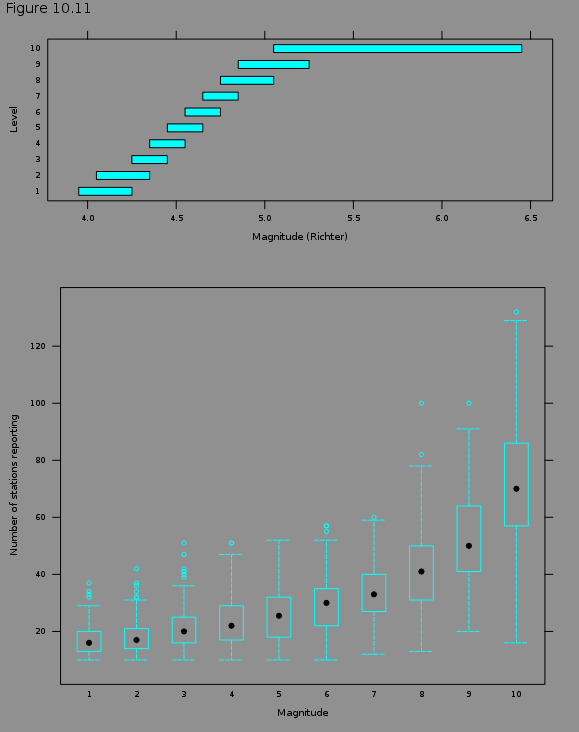 Figure 10.11
Level
10
9
8
7
6
5
4
3
2
1
4.0 4.5 5.0 5.5 6.0 6.5
Magnitude (Richter)
Number of stations reporting
120
100
80
60
40
20
1 2 3 4 5 6 7 8 9 10
Magnitude